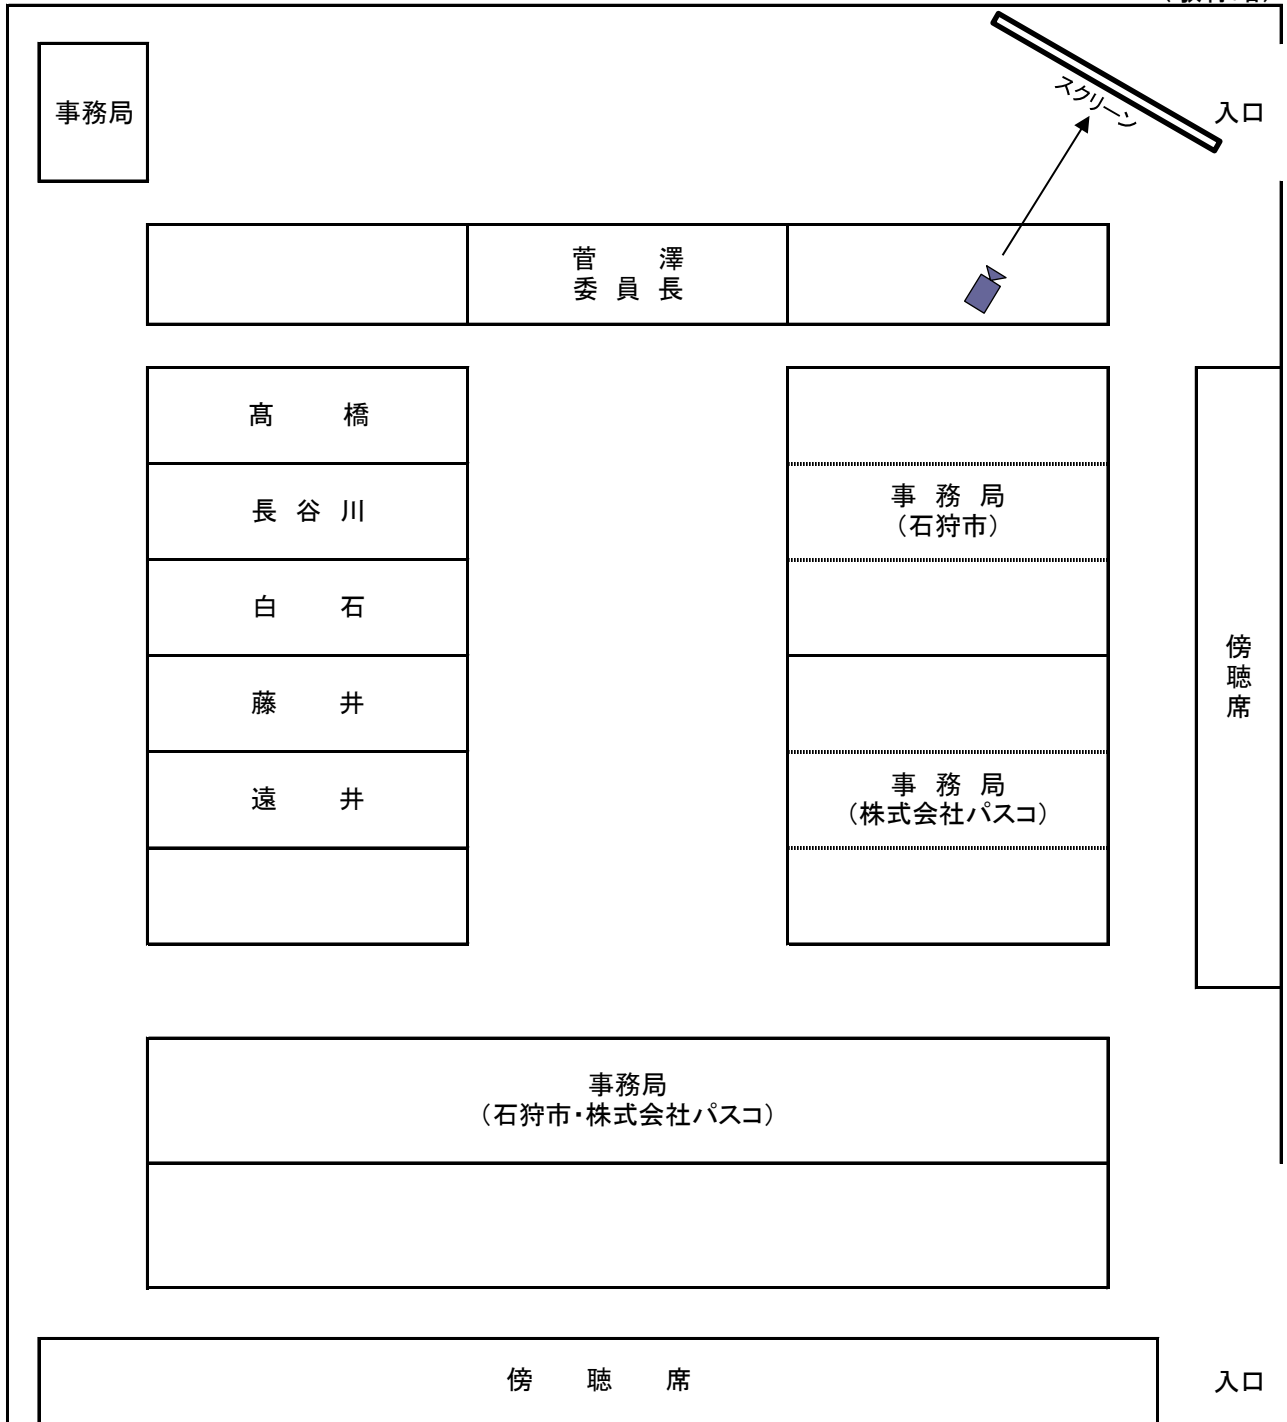 事務局
スクリーン
入口
菅 澤
委 員 長
髙 橋
長 谷 川
白 石
藤 井
遠 井
事 務 局
（石狩市）
事 務 局
（株式会社パスコ）
傍聴席
事務局
（石狩市・株式会社パスコ）
傍 聴 席
入口